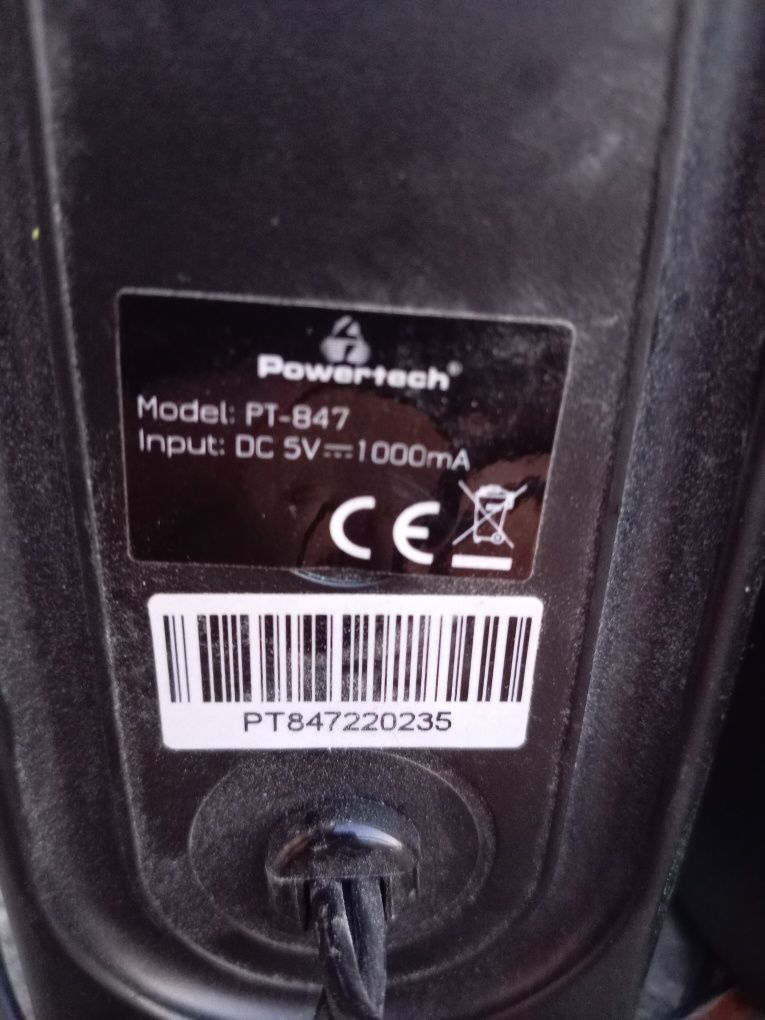 Powertech®
Model: PT-847
Input: DC 5V⎓1000mA
CE
PT847220235